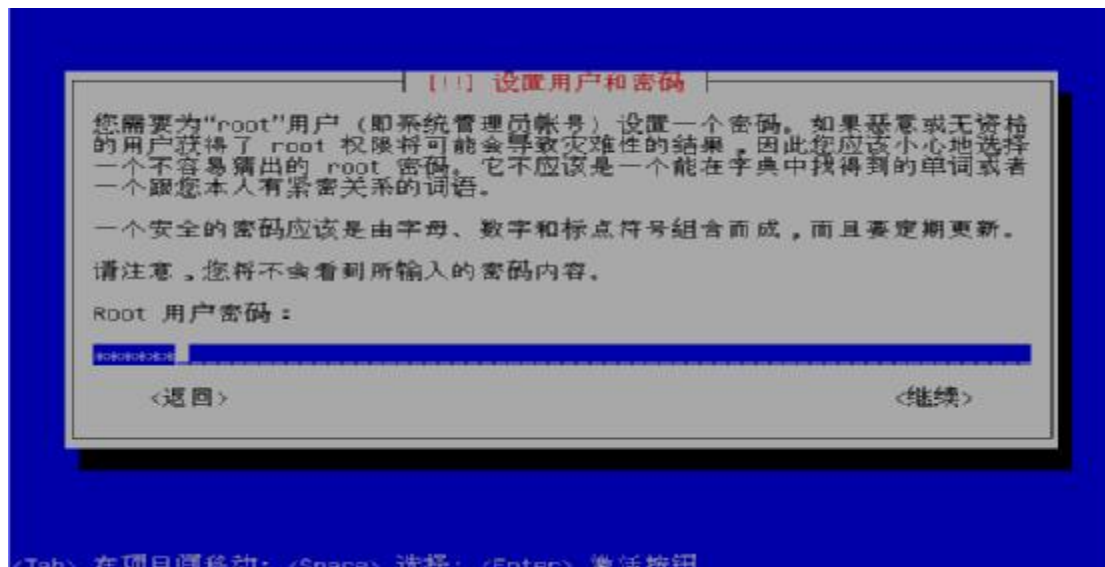 [!!] 设置用户和密码
您需要为“root”用户（即系统管理员帐号）设置一个密码。如果恶意或无资格
的用户获得了 root 权限将可能会导致灾难性的结果，因此您应该小心地选择
一个不容易猜出的 root 密码。它不应该是一个能在字典中找得到的单词或者
一个跟您本人有紧密关系的词语。
一个安全的密码应该是由字母、数字和标点符号组合而成，而且要定期更新。
请注意，您将不会看到所输入的密码内容。
Root 用户密码：
******
<返回> <继续>
<Tab> 在项目间移动; <Space> 选择; <Enter> 激活按钮